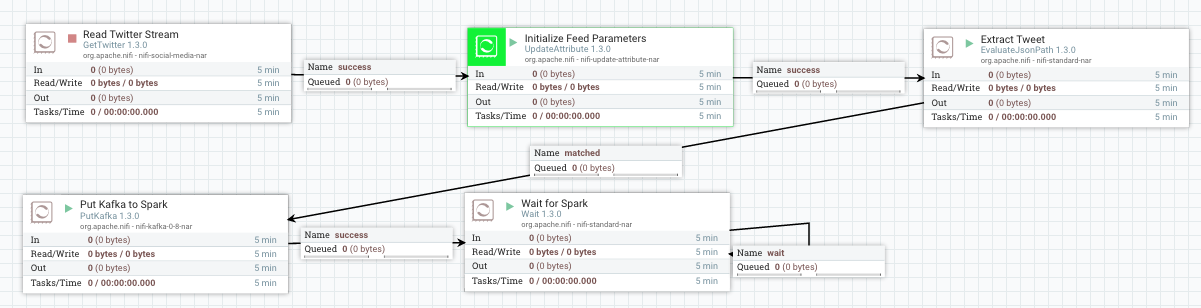 Read Twitter Stream
GetTwitter 1.3.0
org.apache.nifi - nifi-social-media-nar
In 0 (0 bytes) 5 min
Read/Write 0 bytes / 0 bytes 5 min
Out 0 (0 bytes) 5 min
Tasks/Time 0 / 00:00:00.000 5 min
Name success
Queued 0 (0 bytes)
Initialize Feed Parameters
UpdateAttribute 1.3.0
org.apache.nifi - nifi-update-attribute-nar
In 0 (0 bytes) 5 min
Read/Write 0 bytes / 0 bytes 5 min
Out 0 (0 bytes) 5 min
Tasks/Time 0 / 00:00:00.000 5 min
Name success
Queued 0 (0 bytes)
Extract Tweet
EvaluateJsonPath 1.3.0
org.apache.nifi - nifi-standard-nar
In 0 (0 bytes) 5 min
Read/Write 0 bytes / 0 bytes 5 min
Out 0 (0 bytes) 5 min
Tasks/Time 0 / 00:00:00.000 5 min
Name matched
Queued 0 (0 bytes)
Put Kafka to Spark
PutKafka 1.3.0
org.apache.nifi - nifi-kafka-0-8-nar
In 0 (0 bytes) 5 min
Read/Write 0 bytes / 0 bytes 5 min
Out 0 (0 bytes) 5 min
Tasks/Time 0 / 00:00:00.000 5 min
Name success
Queued 0 (0 bytes)
Wait for Spark
Wait 1.3.0
org.apache.nifi - nifi-standard-nar
In 0 (0 bytes) 5 min
Read/Write 0 bytes / 0 bytes 5 min
Out 0 (0 bytes) 5 min
Tasks/Time 0 / 00:00:00.000 5 min
Name wait
Queued 0 (0 bytes)